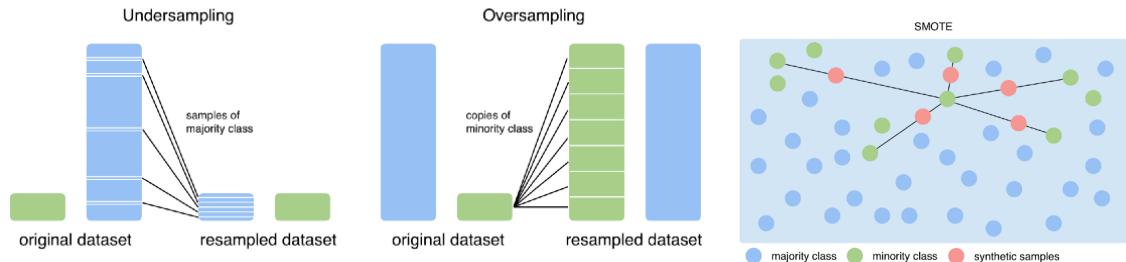 Undersampling
samples of
majority class
original dataset
resampled dataset
Oversampling
copies of
minority class
original dataset
resampled dataset
SMOTE
majority class
minority class
synthetic samples